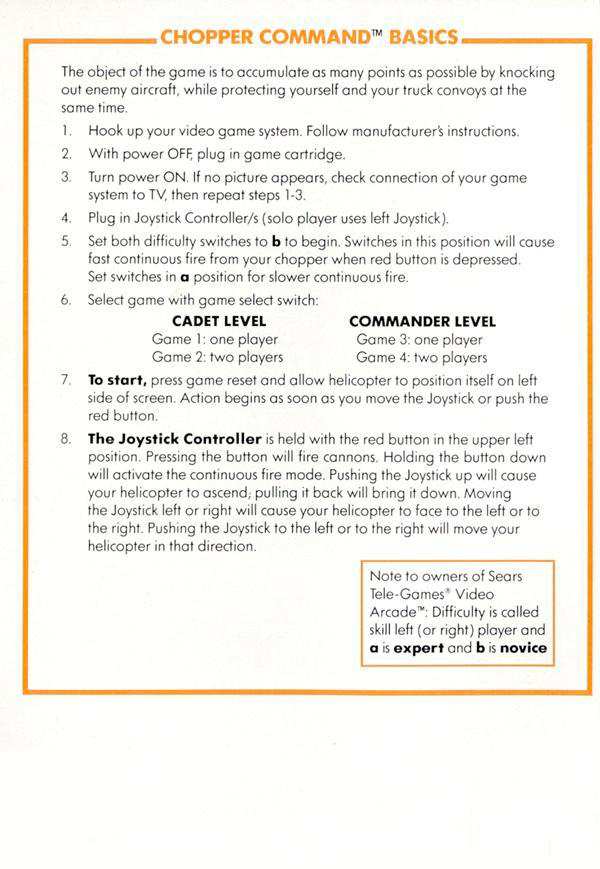 CHOPPER COMMAND™ BASICS
The object of the game is to accumulate as many points as possible by knocking
out enemy aircraft, while protecting yourself and your truck convoys at the
same time.
1. Hook up your video game system. Follow manufacturer's instructions.
2. With power OFF, plug in game cartridge.
3. Turn power ON. If no picture appears, check connection of your game
system to TV, then repeat steps 1-3.
4. Plug in Joystick Controller/s (solo player uses left Joystick).
5. Set both difficulty switches to b to begin. Switches in this position will cause
fast continuous fire from your chopper when red button is depressed.
Set switches in a position for slower continuous fire.
6. Select game with game select switch:
CADET LEVEL COMMANDER LEVEL
Game 1: one player Game 3: one player
Game 2: two players Game 4: two players
7. To start, press game reset and allow helicopter to position itself on left
side of screen. Action begins as soon as you move the Joystick or push the
red button.
8. The Joystick Controller is held with the red button in the upper left
position. Pressing the button will fire cannons. Holding the button down
will activate the continuous fire mode. Pushing the Joystick up will cause
your helicopter to ascend; pulling it back will bring it down. Moving
the Joystick left or right will cause your helicopter to face to the left or to
the right. Pushing the Joystick to the left or to the right will move your
helicopter in that direction.
Note to owners of Sears
Tele-Games® Video
Arcade™: Difficulty is called
skill left (or right) player and
a is expert and b is novice